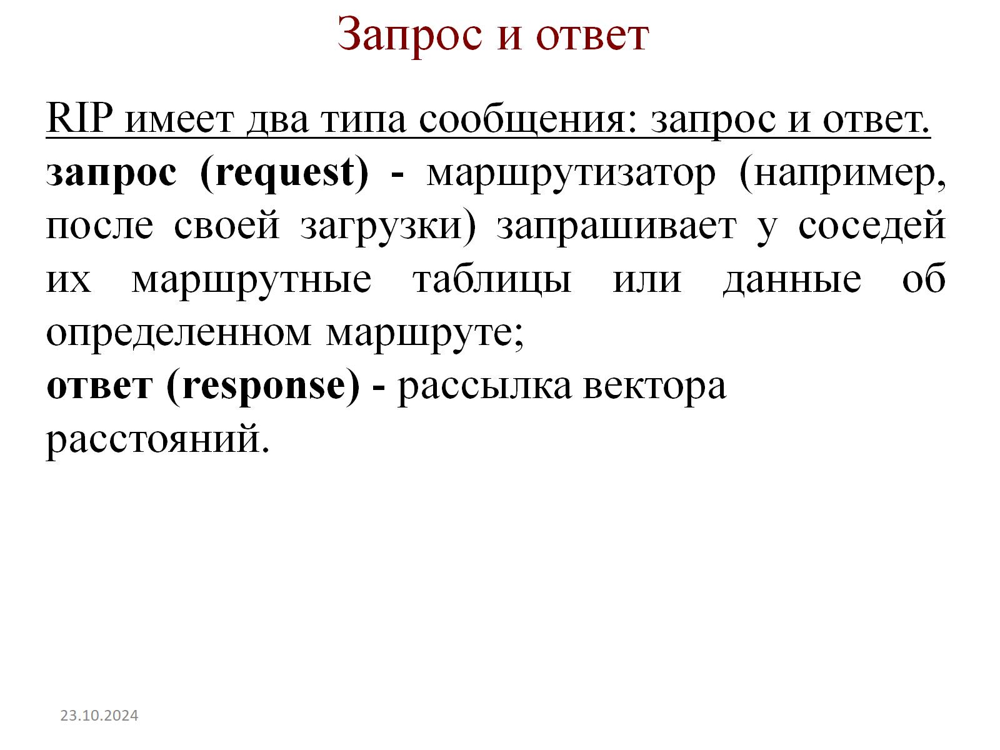 Запрос и ответ
RIP имеет два типа сообщения: запрос и ответ.
запрос (request) - маршрутизатор (например,
после своей загрузки) запрашивает у соседей
их маршрутные таблицы или данные об
определенном маршруте;
ответ (response) - рассылка вектора
расстояний.
23.10.2024